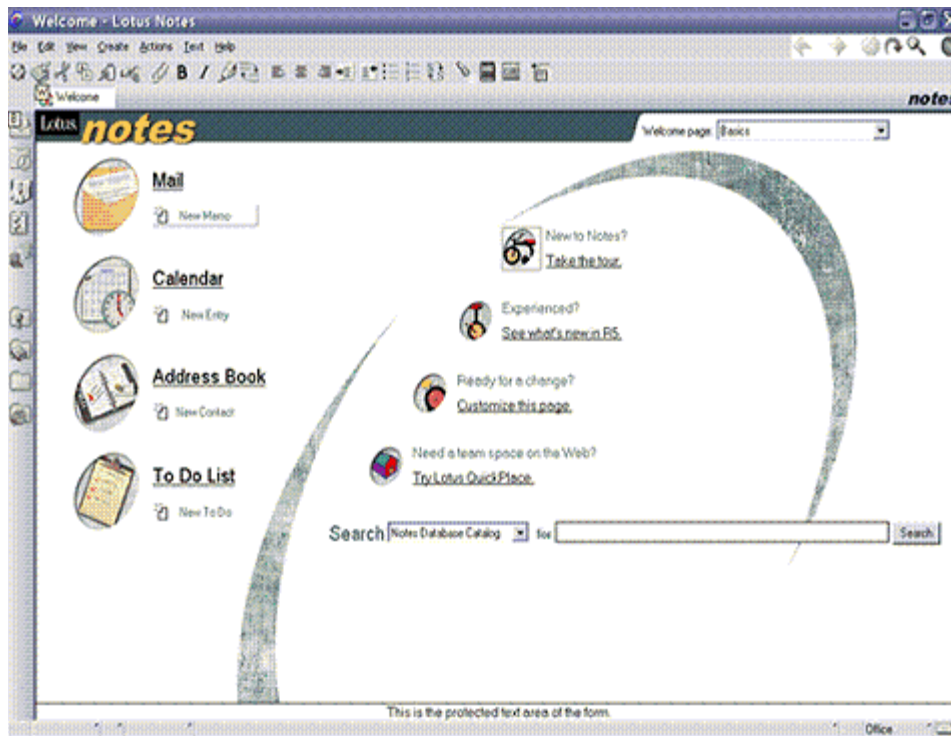 Welcome - Lotus Notes
File Edit View Create Actions Text Help
B I
Welcome
notes
Lotus notes
Welcome page: Basics
Mail
New Memo
Calendar
New Entry
Address Book
New Contact
To Do List
New To Do
New to Notes?
Take the tour.
Experienced?
See what's new in R5.
Ready for a change?
Customize this page.
Need a team space on the Web?
Try Lotus QuickPlace.
Search Notes Database Catalog for Search
This is the protected text area of the form.
Office